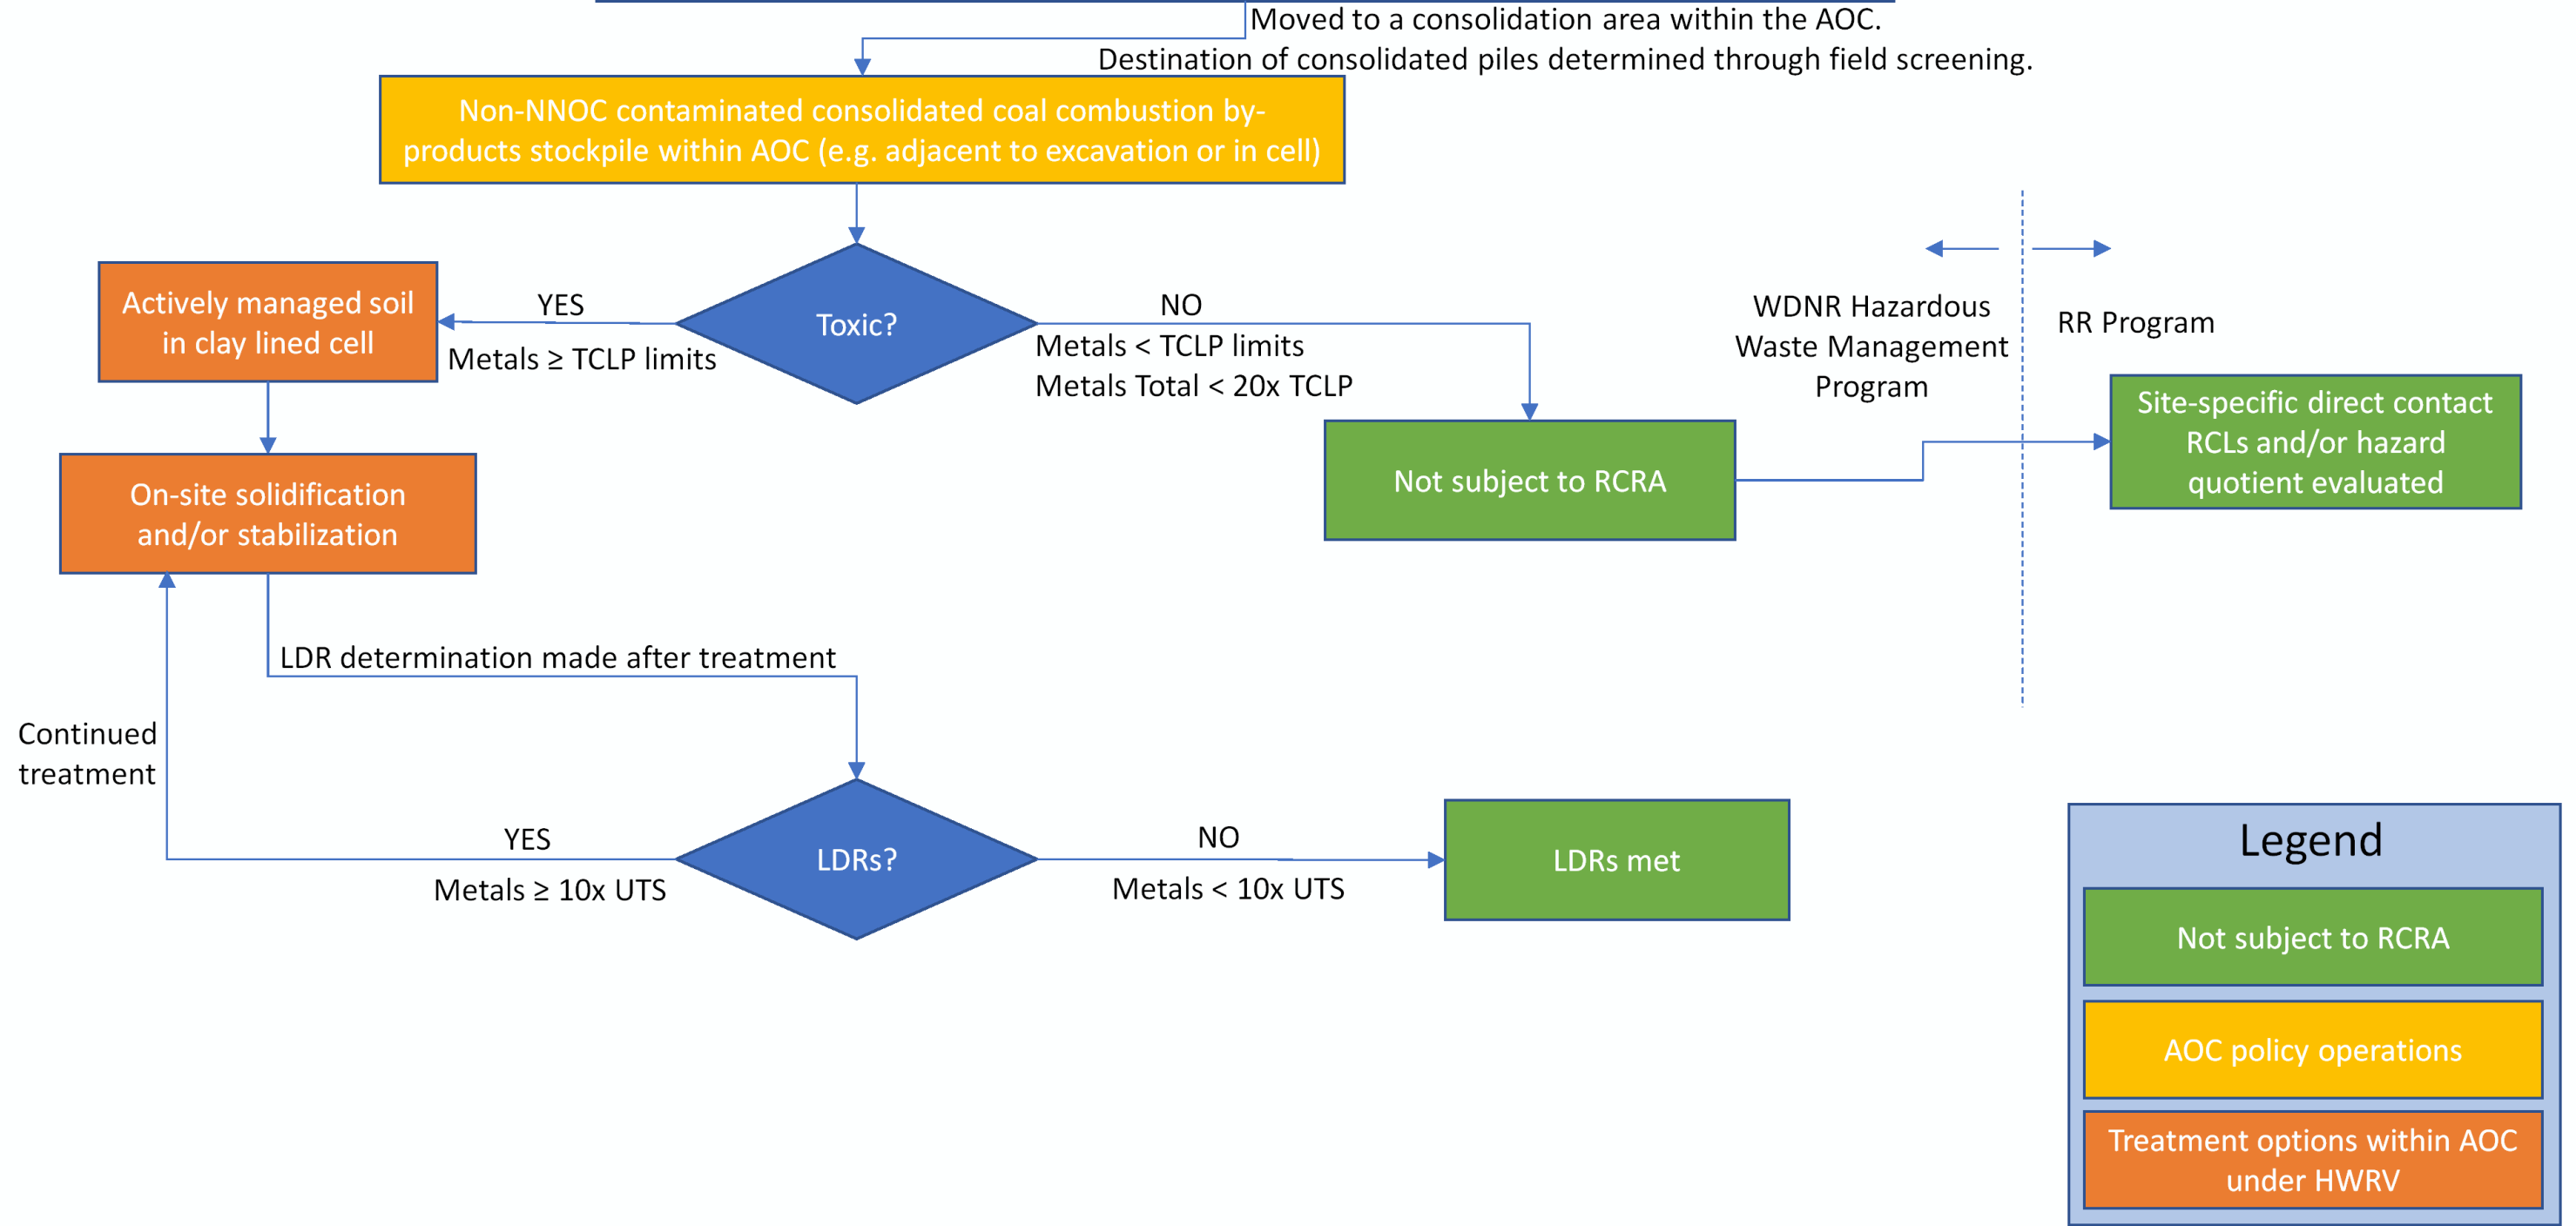 Moved to a consolidation area within the AOC.
Destination of consolidated piles determined through field screening.
Non-NNOC contaminated consolidated coal combustion by-
products stockpile within AOC (e.g. adjacent to excavation or in cell)
Actively managed soil
in clay lined cell
YES
Metals ≥ TCLP limits
Toxic?
NO
Metals < TCLP limits
Metals Total < 20x TCLP
WDNR Hazardous
Waste Management
Program
RR Program
Site-specific direct contact
RCLs and/or hazard
quotient evaluated
Not subject to RCRA
On-site solidification
and/or stabilization
LDR determination made after treatment
Continued
treatment
YES
Metals ≥ 10x UTS
LDRs?
NO
Metals < 10x UTS
LDRs met
Legend
Not subject to RCRA
AOC policy operations
Treatment options within AOC
under HWRV